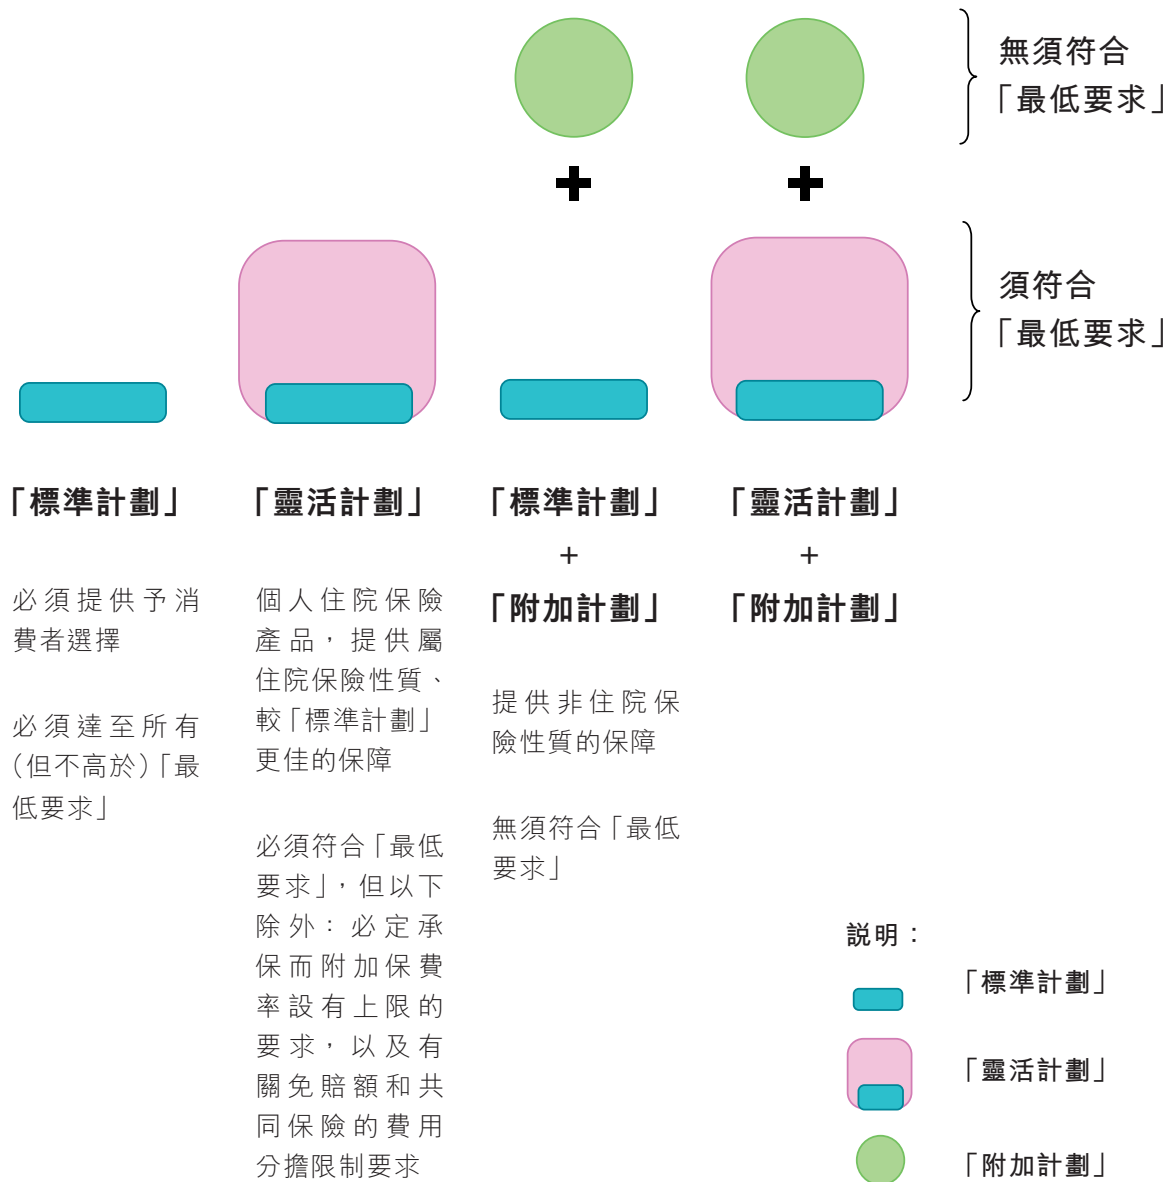 無須符合
「最低要求」
須符合
「最低要求」
「標準計劃」
必須提供予消
費者選擇
必須達至所有
(但不高於)「最
低要求」
「靈活計劃」
個人住院保險
產品，提供屬
住院保險性質、
較「標準計劃」
更佳的保障
必須符合「最低
要求」，但以下
除外：必定承
保而附加保費
率設有上限的
要求，以及有
關免賠額和共
同保險的費用
分擔限制要求
「標準計劃」
+
「附加計劃」
提供非住院保
險性質的保障
無須符合「最低
要求」
「靈活計劃」
+
「附加計劃」
説明：
「標準計劃」
「靈活計劃」
「附加計劃」